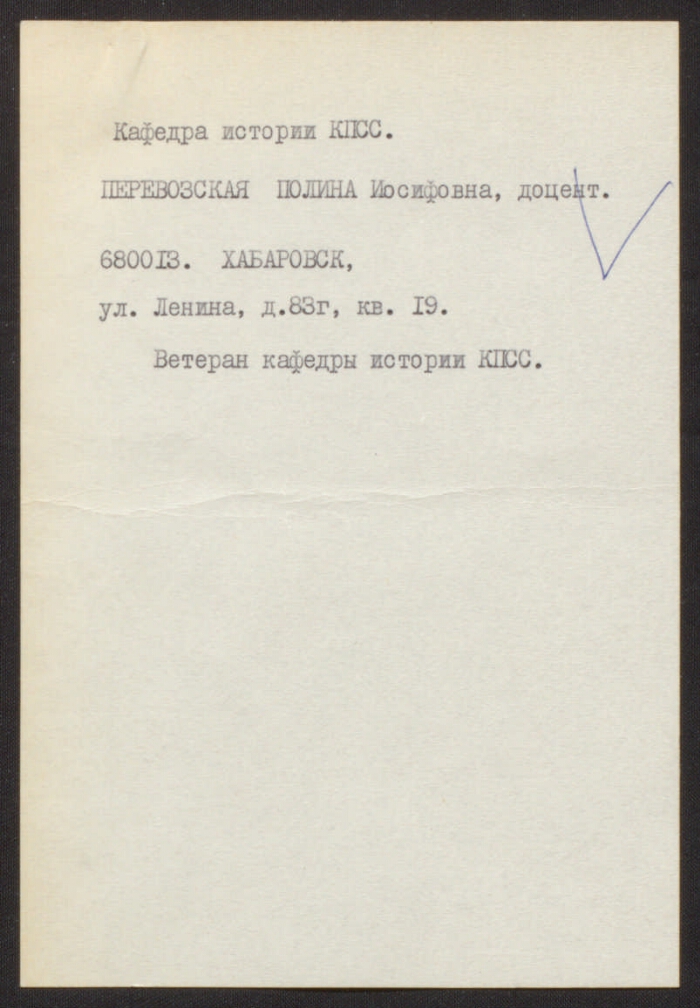 Кафедра истории КПСС.
ПЕРЕВОЗСКАЯ ПОЛИНА Иосифовна, доцент.
680013. ХАБАРОВСК,
ул. Ленина, д.83г, кв. 19.
Ветеран кафедры истории КПСС.